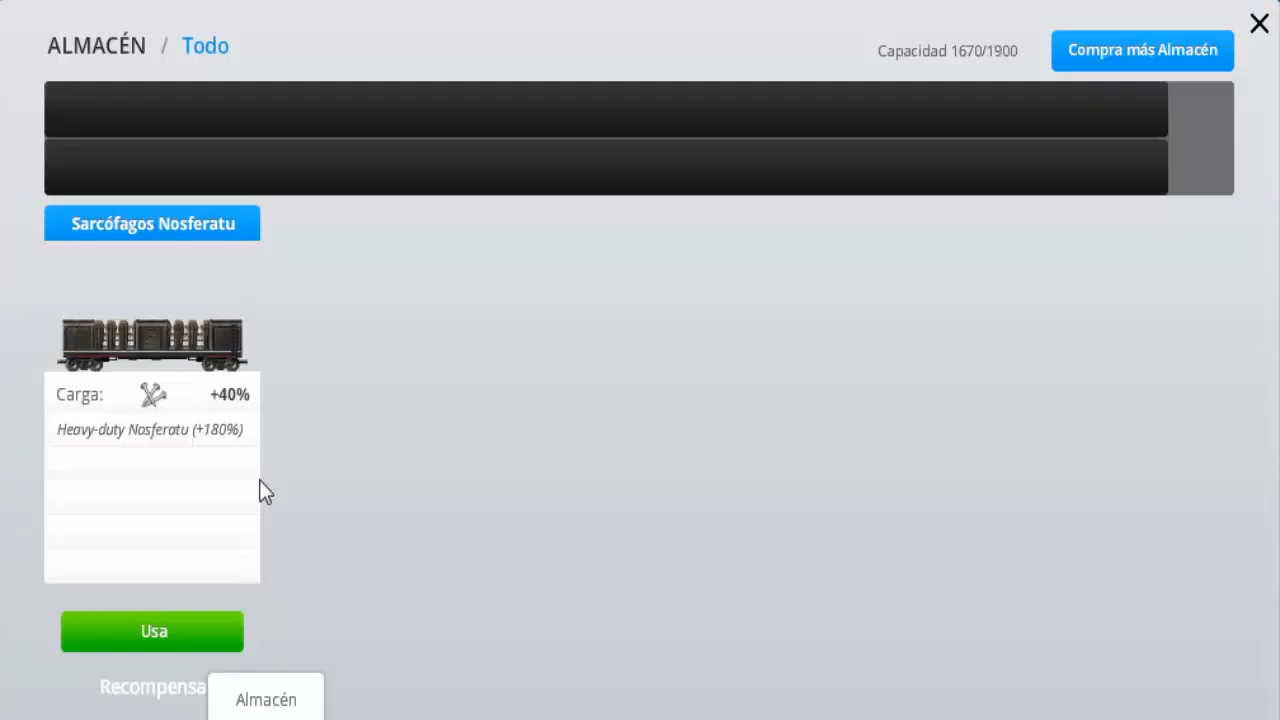 ALMACÉN / Todo
Capacidad 1670/1900
Compra más Almacén
Sarcófagos Nosferatu
Carga: +40%
Heavy-duty Nosferatu (+180%)
Usa
Recompensa
Almacén